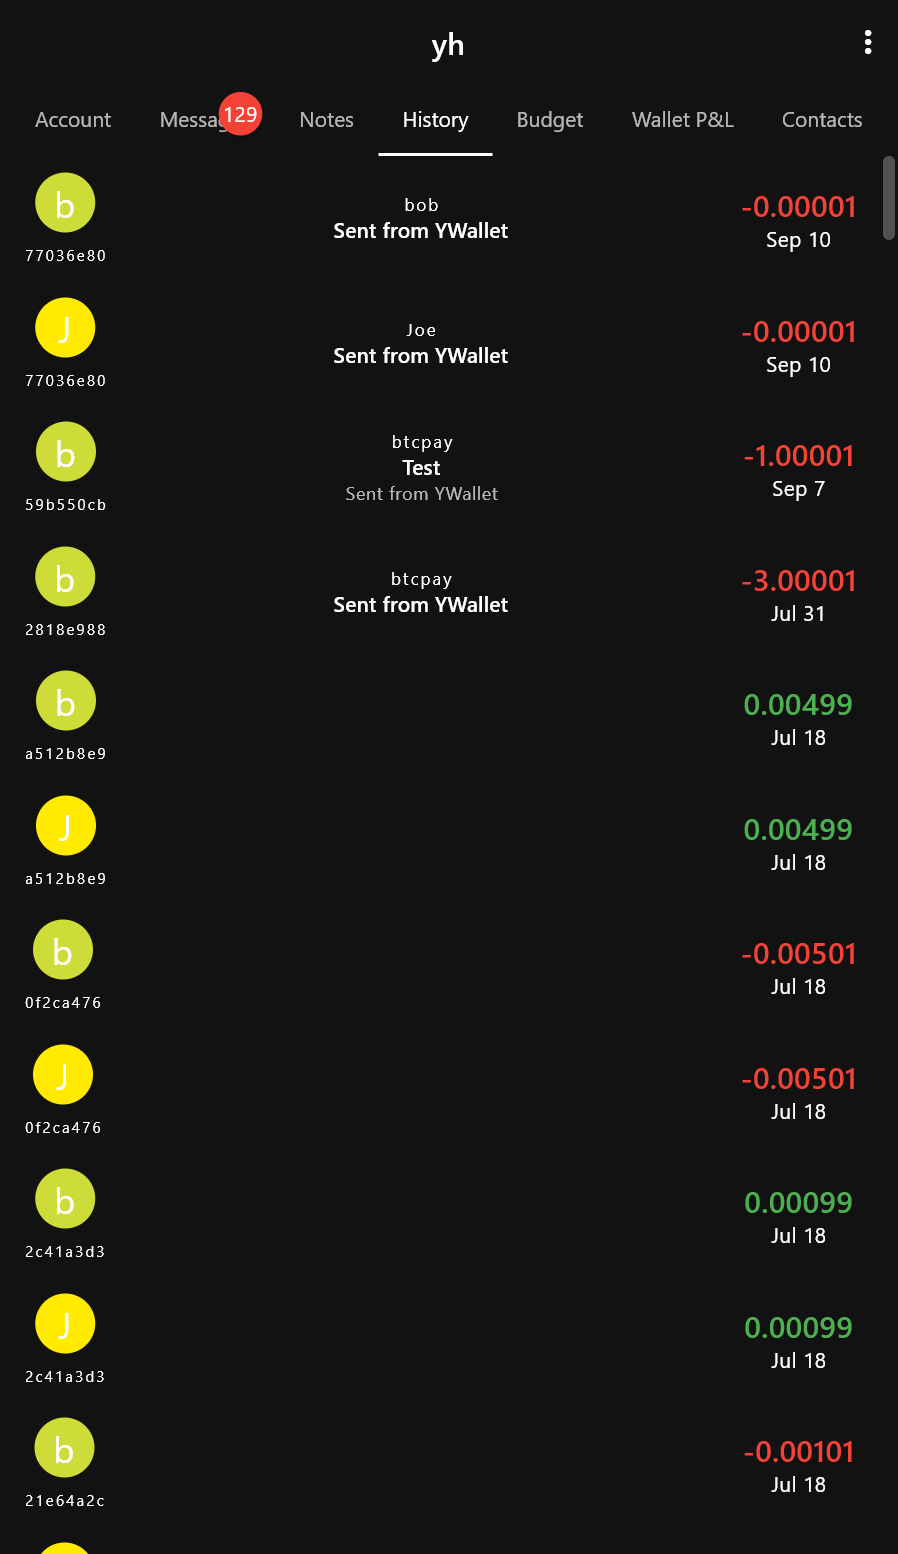 yh
Account Messag 129 Notes History Budget Wallet P&L Contacts
b
77036e80
bob
Sent from YWallet
-0.00001
Sep 10
J
77036e80
Joe
Sent from YWallet
-0.00001
Sep 10
b
59b550cb
btcpay
Test
Sent from YWallet
-1.00001
Sep 7
b
2818e988
btcpay
Sent from YWallet
-3.00001
Jul 31
b
a512b8e9
0.00499
Jul 18
J
a512b8e9
0.00499
Jul 18
b
0f2ca476
-0.00501
Jul 18
J
0f2ca476
-0.00501
Jul 18
b
2c41a3d3
0.00099
Jul 18
J
2c41a3d3
0.00099
Jul 18
b
21e64a2c
-0.00101
Jul 18